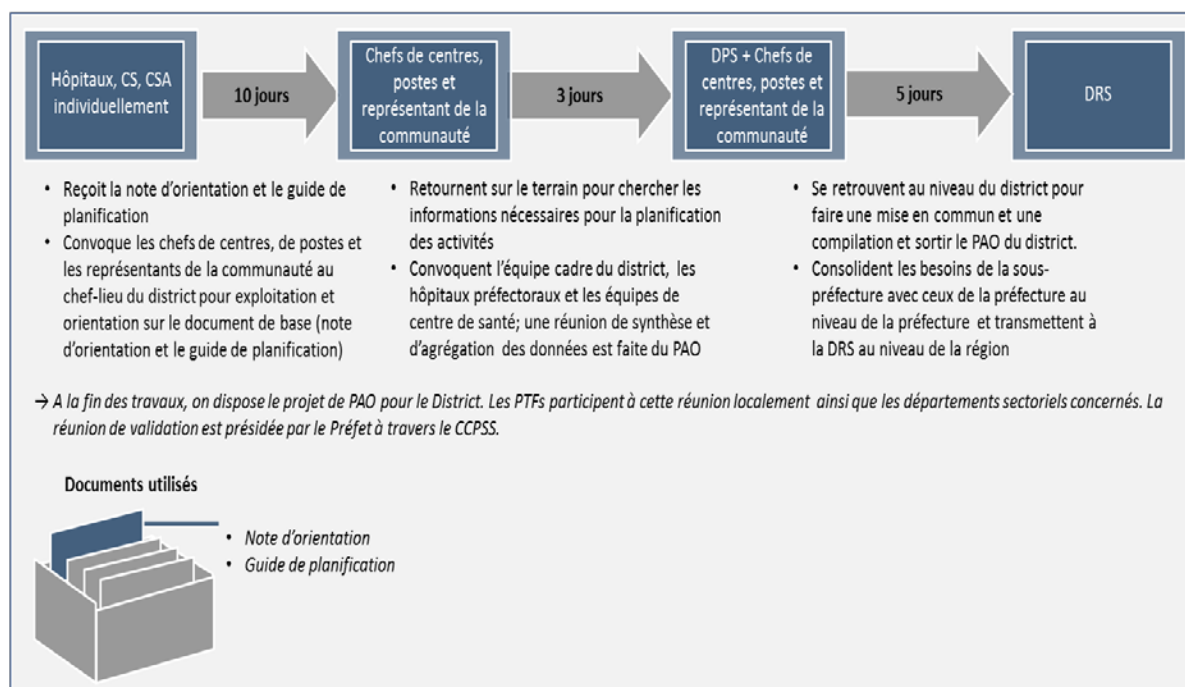 Hôpitaux, CS, CSA
individuellement
10 jours
Chefs de centres,
postes et
représentant de la
communauté
3 jours
DPS + Chefs de
centres, postes et
représentant de la
communauté
5 jours
DRS
• Reçoit la note d'orientation et le guide de
planification
• Convoque les chefs de centres, de postes et
les représentants de la communauté au
chef-lieu du district pour exploitation et
orientation sur le document de base (note
d'orientation et le guide de planification)
• Retournent sur le terrain pour chercher les
informations nécessaires pour la planification
des activités
• Convoquent l'équipe cadre du district, les
hôpitaux préfectoraux et les équipes de
centre de santé; une réunion de synthèse et
d'agrégation des données est faite du PAO
• Se retrouvent au niveau du district pour
faire une mise en commun et une
compilation et sortir le PAO du district.
• Consolident les besoins de la sous-
préfecture avec ceux de la préfecture au
niveau de la préfecture et transmettent à
la DRS au niveau de la région
→ A la fin des travaux, on dispose le projet de PAO pour le District. Les PTFs participent à cette réunion localement ainsi que les départements sectoriels concernés. La
réunion de validation est présidée par le Préfet à travers le CCPSS.
Documents utilisés
• Note d'orientation
• Guide de planification